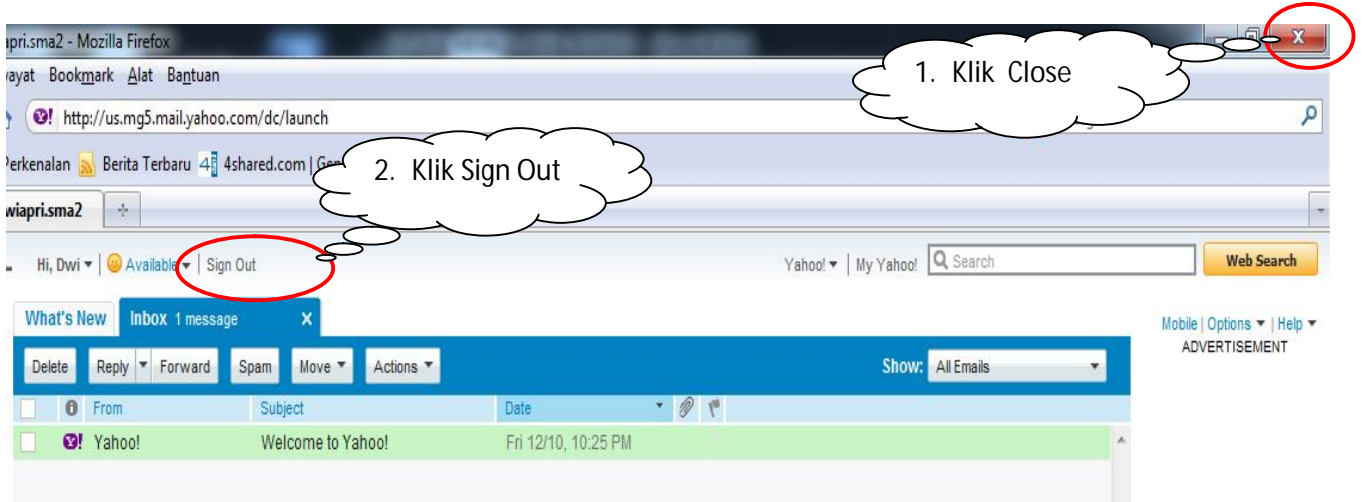 apri.sma2 - Mozilla Firefox
X
1. Klik Close
ayat Bookmark Alat Bantuan
Y! http://us.mg5.mail.yahoo.com/dc/launch
Perkenalan Berita Terbaru 4shared.com |
2. Klik Sign Out
wiapri.sma2
Hi, Dwi | Available | Sign Out
Yahoo! | My Yahoo! Search Web Search
What's New Inbox 1 message X
Mobile | Options | Help
ADVERTISEMENT
Delete Reply Forward Spam Move Actions Show: All Emails
From Subject Date
Y! Yahoo! Welcome to Yahoo! Fri 12/10, 10:25 PM